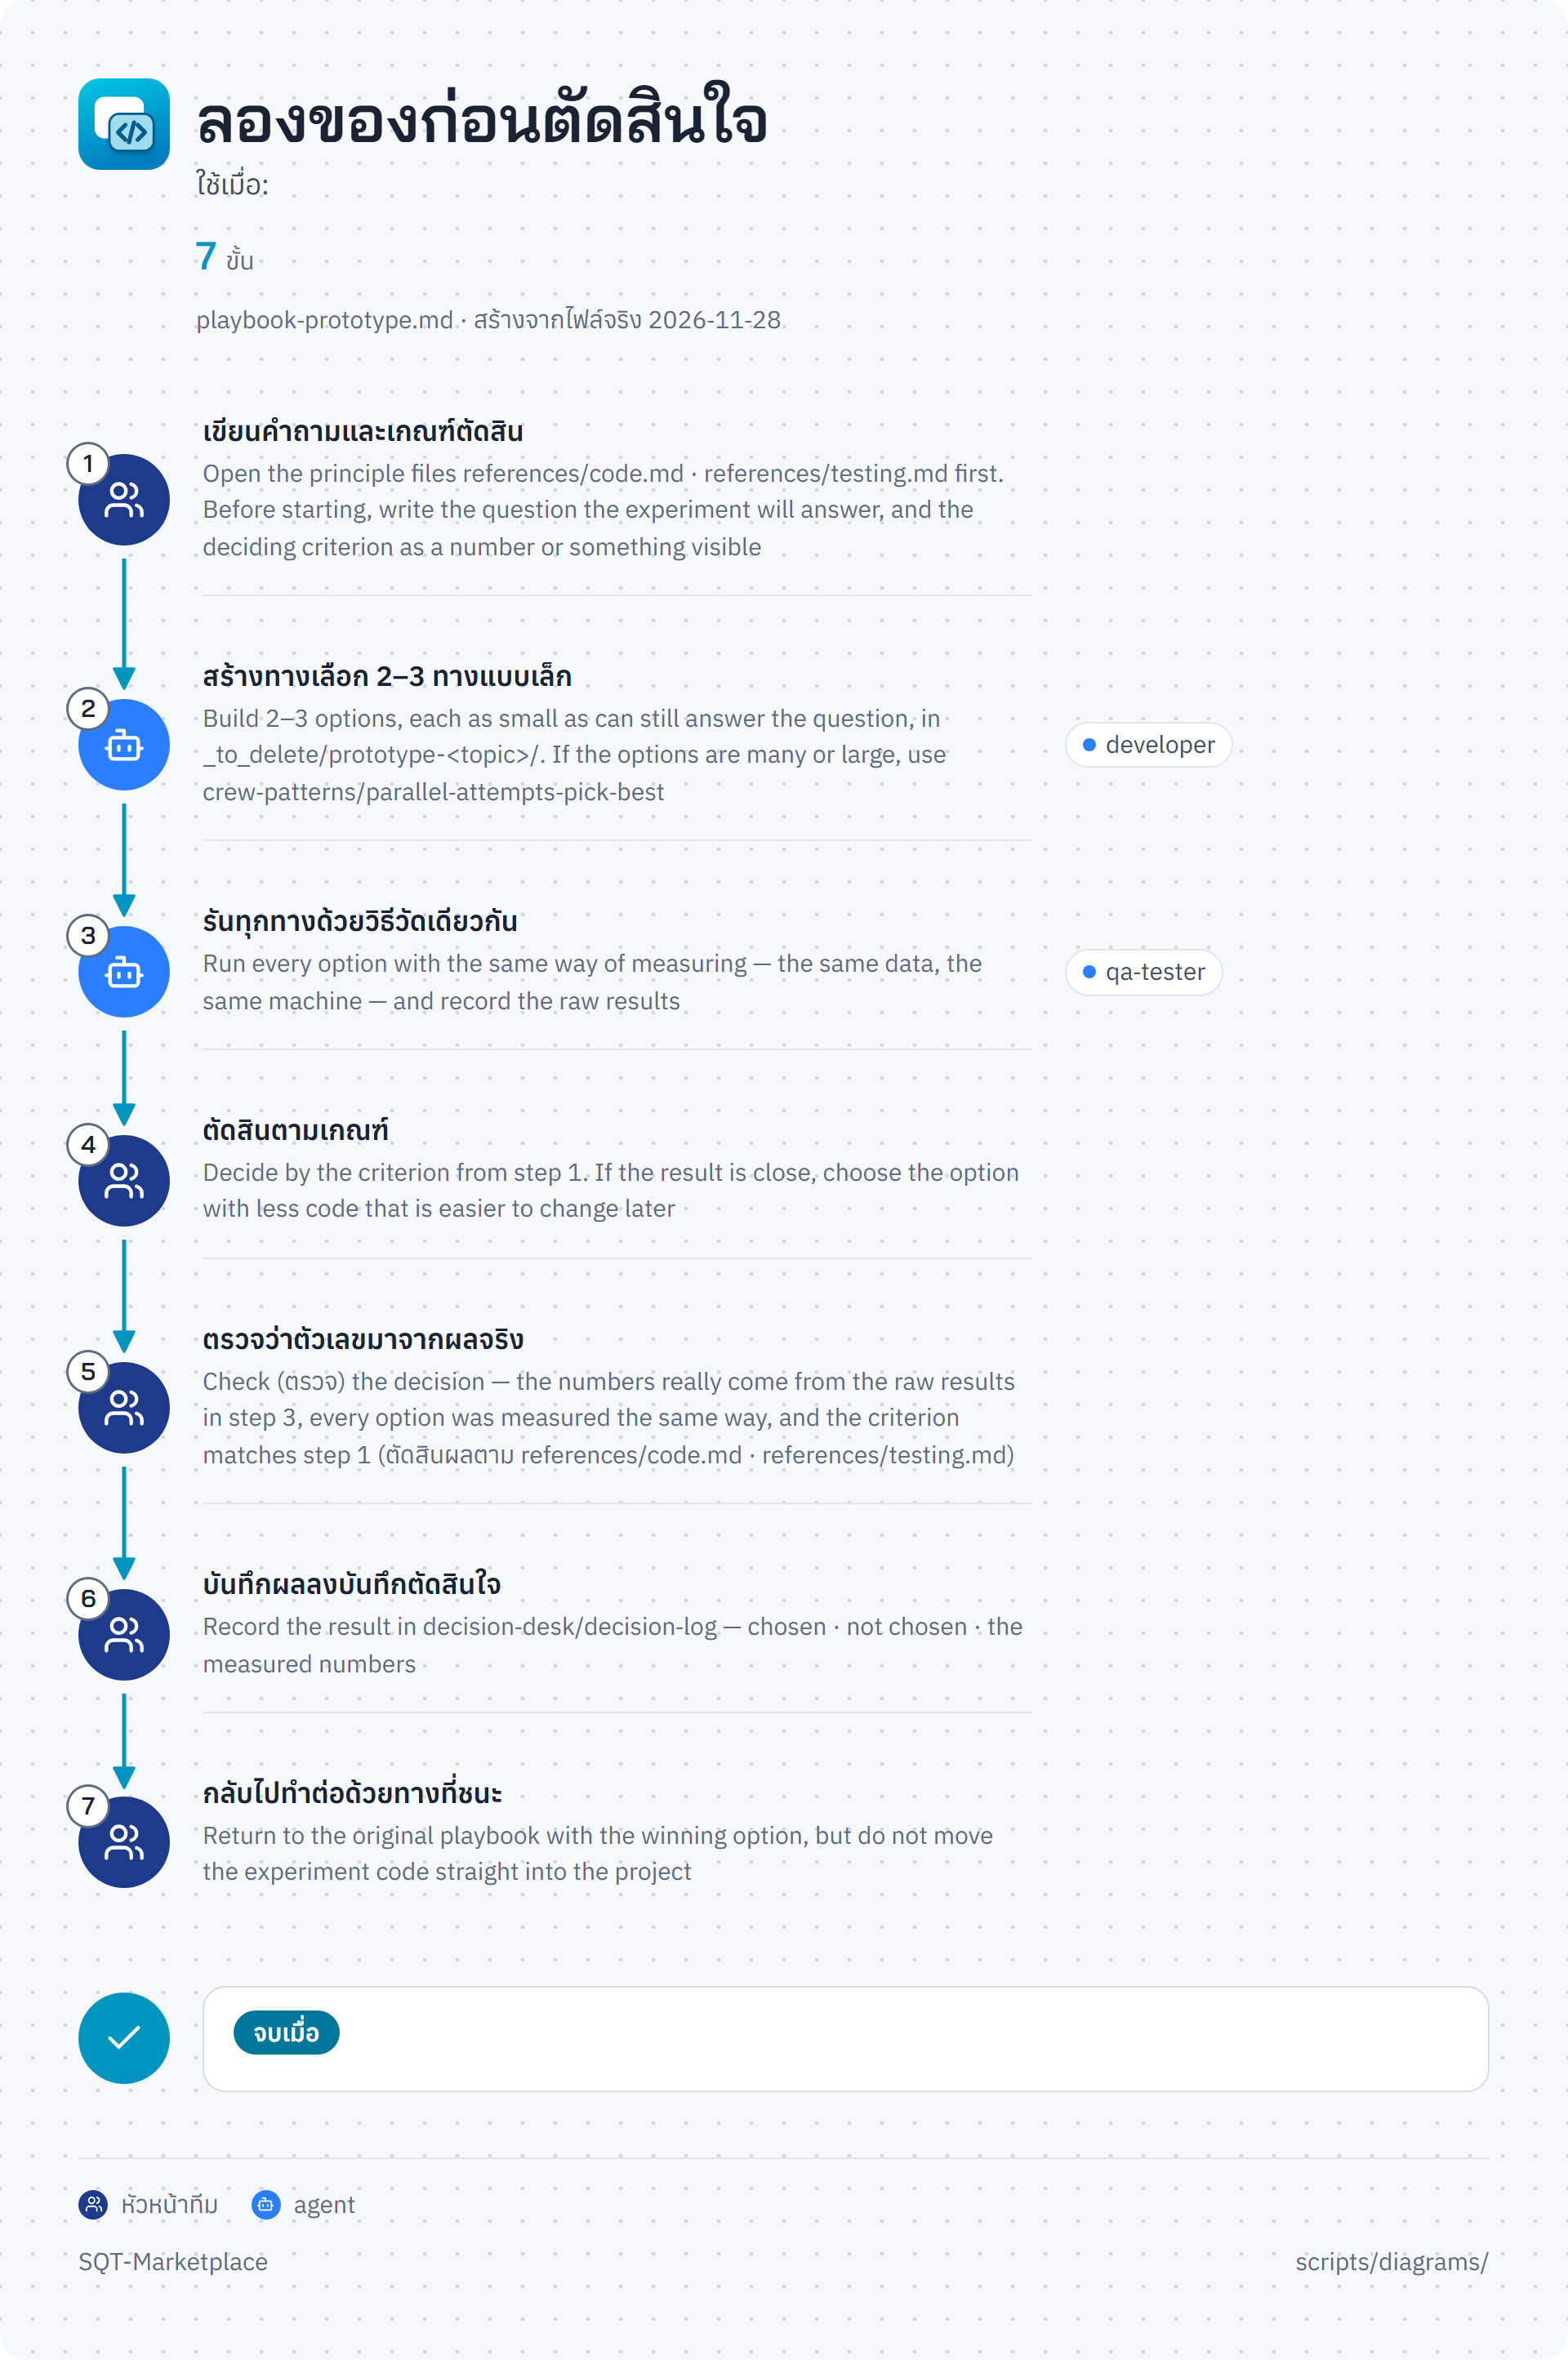 </>
ลองของก่อนตัดสินใจ
ใช้เมื่อ:
7 ขั้น
playbook-prototype.md · สร้างจากไฟล์จริง 2026-11-28
1
เขียนคำถามและเกณฑ์ตัดสิน
Open the principle files references/code.md · references/testing.md first.
Before starting, write the question the experiment will answer, and the
deciding criterion as a number or something visible
2
สร้างทางเลือก 2–3 ทางแบบเล็ก
Build 2–3 options, each as small as can still answer the question, in
_to_delete/prototype-<topic>/. If the options are many or large, use
crew-patterns/parallel-attempts-pick-best
developer
3
รันทุกทางด้วยวิธีวัดเดียวกัน
Run every option with the same way of measuring — the same data, the
same machine — and record the raw results
qa-tester
4
ตัดสินตามเกณฑ์
Decide by the criterion from step 1. If the result is close, choose the option
with less code that is easier to change later
5
ตรวจว่าตัวเลขมาจากผลจริง
Check (ตรวจ) the decision — the numbers really come from the raw results
in step 3, every option was measured the same way, and the criterion
matches step 1 (ตัดสินผลตาม references/code.md · references/testing.md)
6
บันทึกผลลงบันทึกตัดสินใจ
Record the result in decision-desk/decision-log — chosen · not chosen · the
measured numbers
7
กลับไปทำต่อด้วยทางที่ชนะ
Return to the original playbook with the winning option, but do not move
the experiment code straight into the project
จบเมื่อ
หัวหน้าทีม agent
SQT-Marketplace scripts/diagrams/